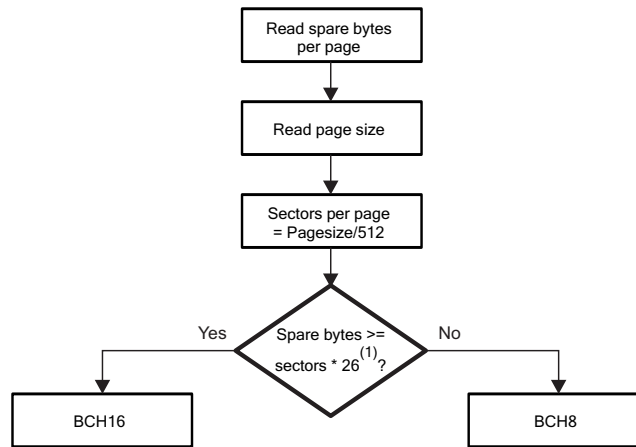 Read spare bytes
per page
Read page size
Sectors per page
= Pagesize/512
Yes
Spare bytes >=
sectors * 26(1)?
No
BCH16
BCH8